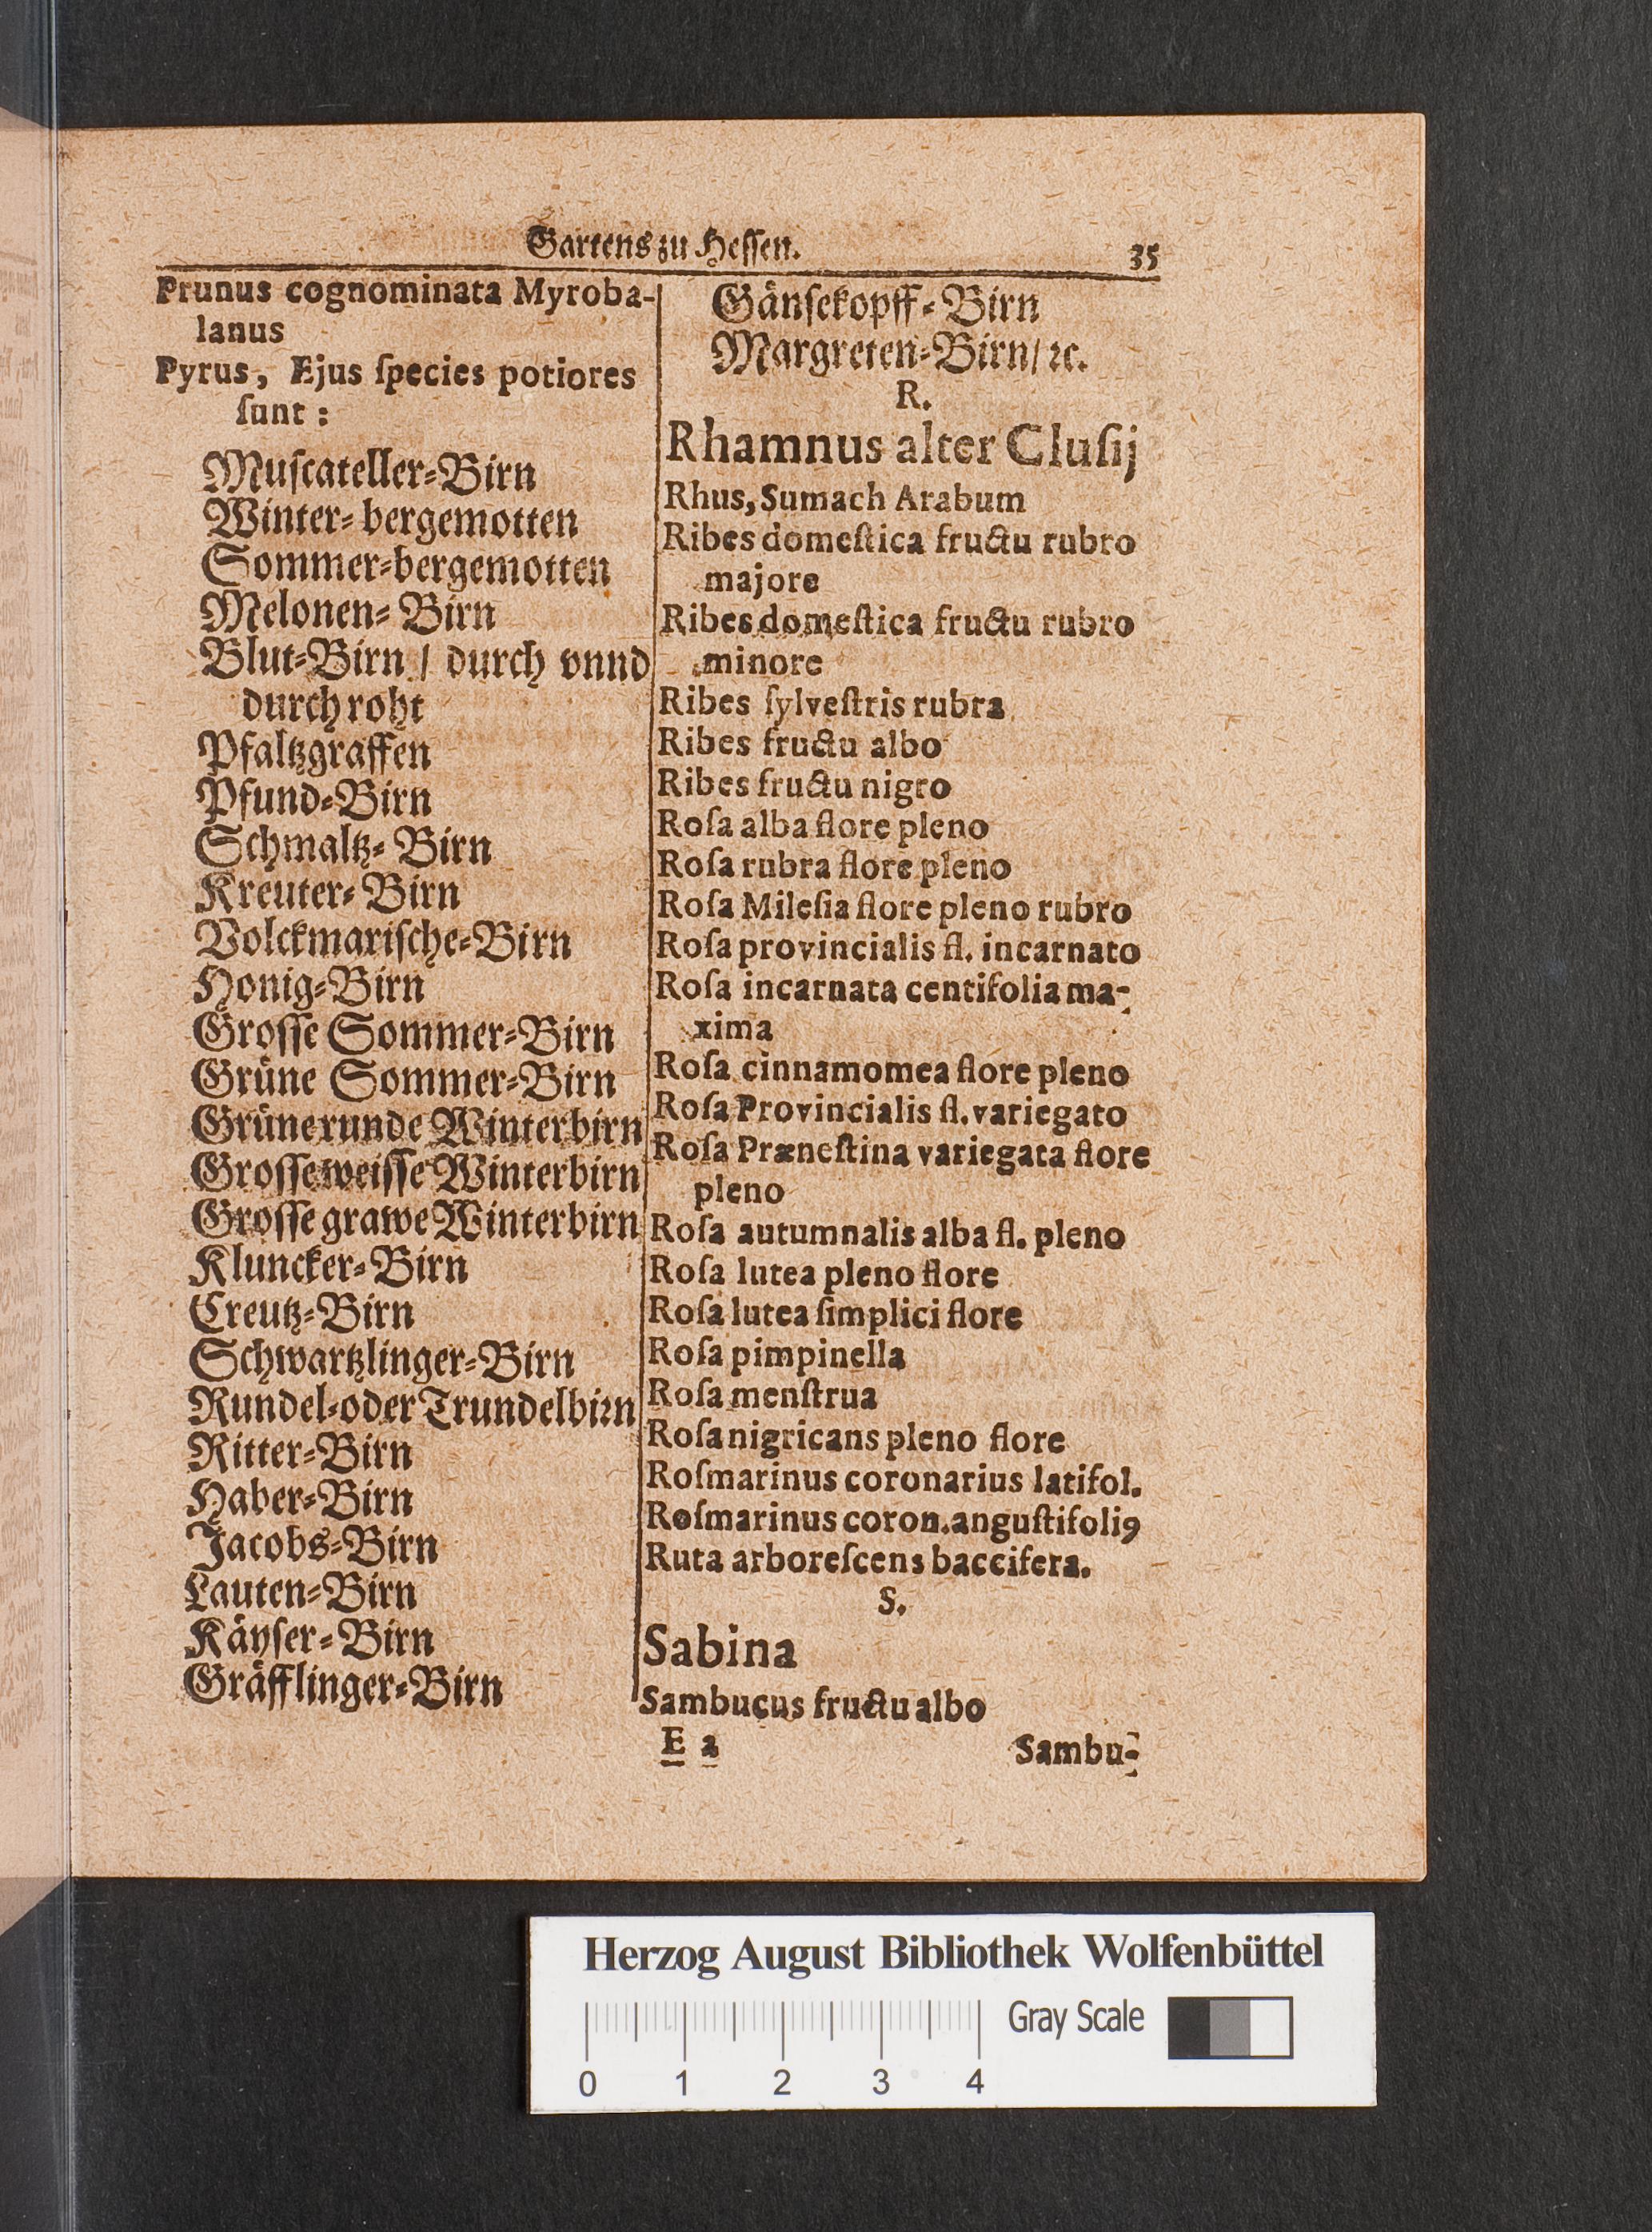 Gartens zu Hessen. 35
Prunus cognominata Myroba-
lanus
Pyrus, Ejus ſpecies potiores
ſunt:
Muſcateller-Birn
Winter-bergemotten
Sommer-bergemotten
Melonen-Birn
Blut-Birn / durch vnnd
durch roht
Pfaltzgraffen
Pfund-Birn
Schmaltz-Birn
Kreuter-Birn
Volckmariſche-Birn
Honig-Birn
Groſſe Sommer-Birn
Grüne Sommer-Birn
Grüne runde Winterbirn
Groſſe weiſſe Winterbirn
Groſſe grawe Winterbirn
Kluncker-Birn
Creutz-Birn
Schwartzlinger-Birn
Rundel-oder Trundelbirn
Ritter-Birn
Haber-Birn
Jacobs-Birn
Lauten-Birn
Käyſer-Birn
Gräfflinger-Birn
Gänſekopff-Birn
Margreten-Birn/ ꝛc.
R.
Rhamnus alter Cluſij
Rhus, Sumach Arabum
Ribes domeſtica fructu rubro
majore
Ribes domeſtica fructu rubro
minore
Ribes ſylveſtris rubra
Ribes fructu albo
Ribes fructu nigro
Roſa alba flore pleno
Roſa rubra flore pleno
Roſa Mileſia flore pleno rubro
Roſa provincialis fl. incarnato
Roſa incarnata centifolia ma-
xima
Roſa cinnamomea flore pleno
Roſa Provincialis fl. variegato
Roſa Præneſtina variegata flore
pleno
Roſa autumnalis alba fl. pleno
Roſa lutea pleno flore
Roſa lutea ſimplici flore
Roſa pimpinella
Roſa menſtrua
Roſa nigricans pleno flore
Roſmarinus coronarius latifol.
Roſmarinus coron. anguſtifoliꝰ
Ruta arboreſcens baccifera.
S.
Sabina
Sambucus fructu albo
E 2 Sambu-
Herzog August Bibliothek Wolfenbüttel
Gray Scale
0 1 2 3 4